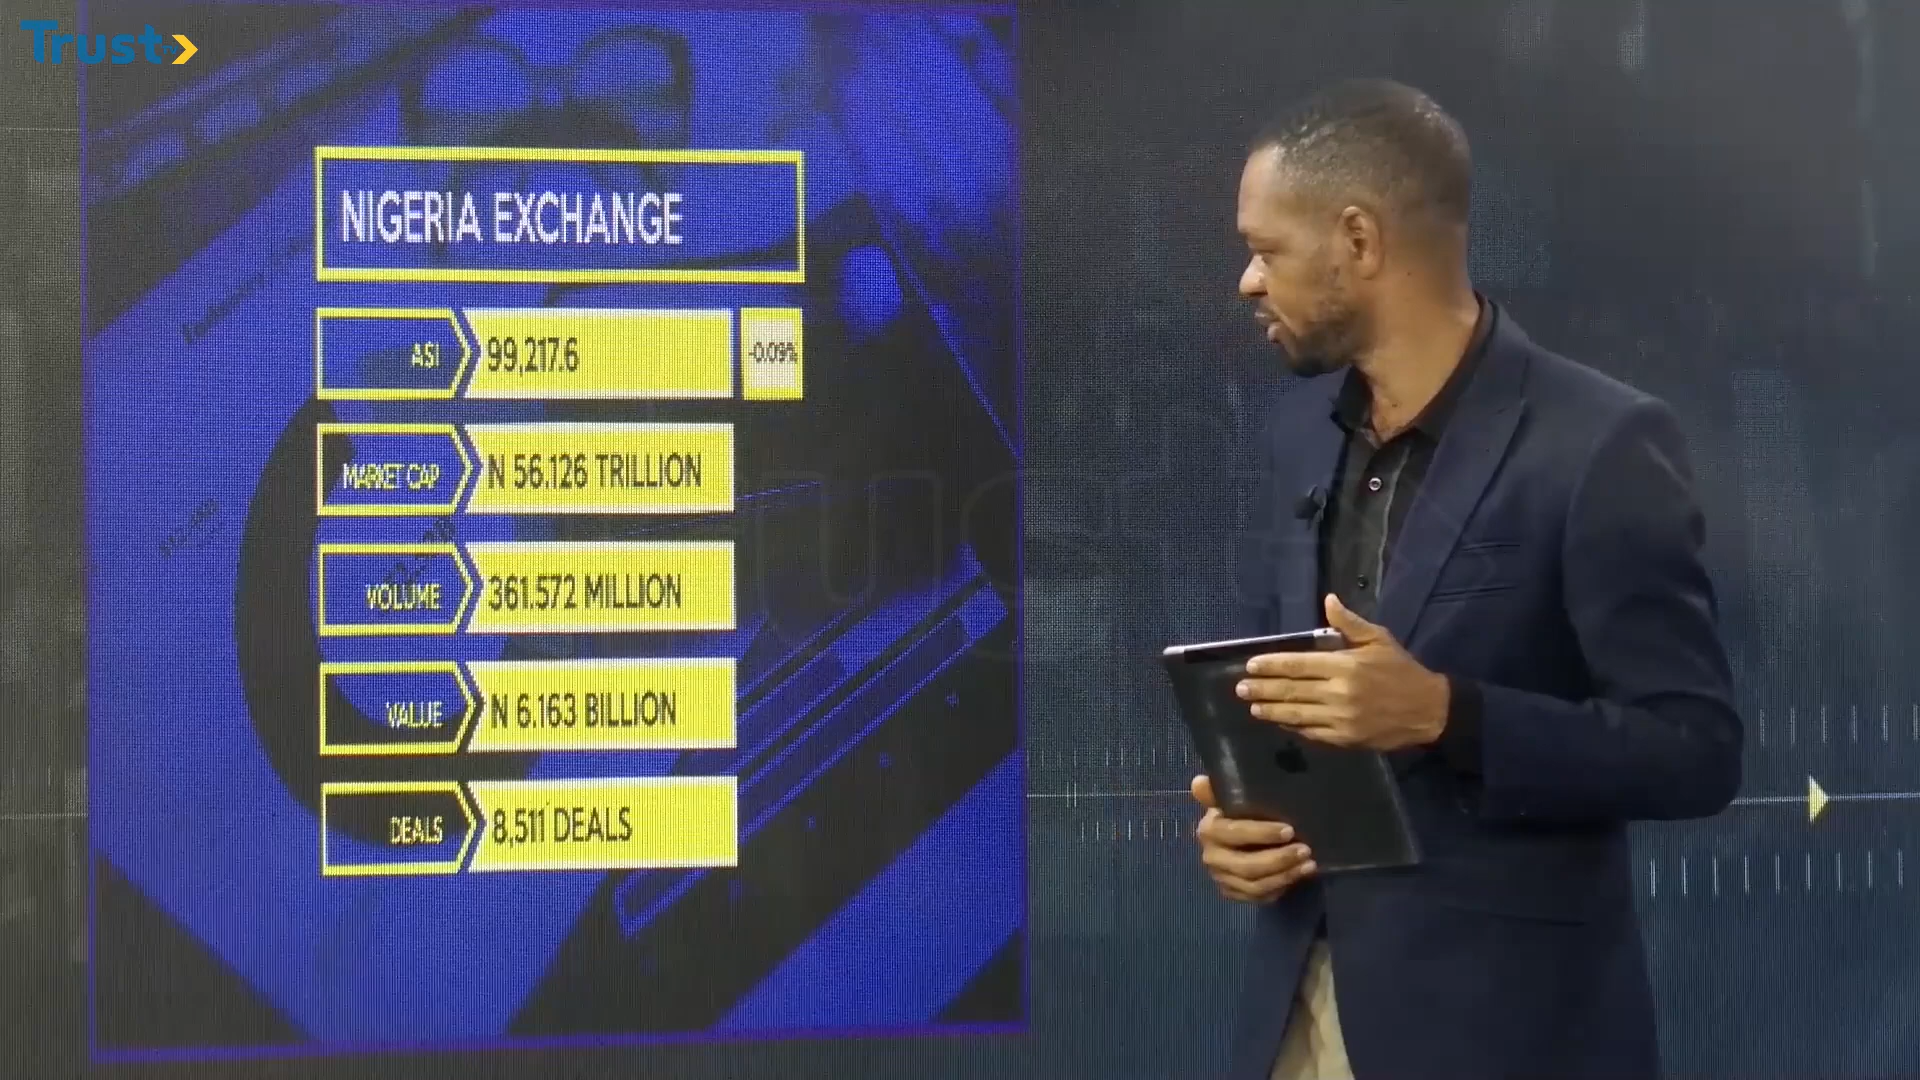 Trust TV
NIGERIA EXCHANGE
ASI 99,217.6 -0.09%
MARKET CAP N 56.126 TRILLION
VOLUME 361.572 MILLION
VALUE N 6.163 BILLION
DEALS 8,511 DEALS